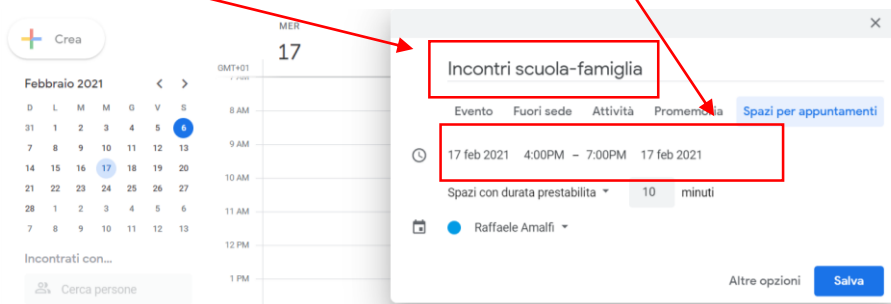 Crea
Febbraio 2021
D L M M G V S
31 1 2 3 4 5 6
7 8 9 10 11 12 13
14 15 16 17 18 19 20
21 22 23 24 25 26 27
28 1 2 3 4 5 6
7 8 9 10 11 12 13
Incontrati con...
Cerca persone
MER
17
GMT+01
7 AM
8 AM
9 AM
10 AM
11 AM
12 PM
1 PM
Incontri scuola-famiglia
Evento Fuori sede Attività Promemoria Spazi per appuntamenti
17 feb 2021 4:00PM – 7:00PM 17 feb 2021
Spazi con durata prestabilita 10 minuti
Raffaele Amalfi
Altre opzioni Salva